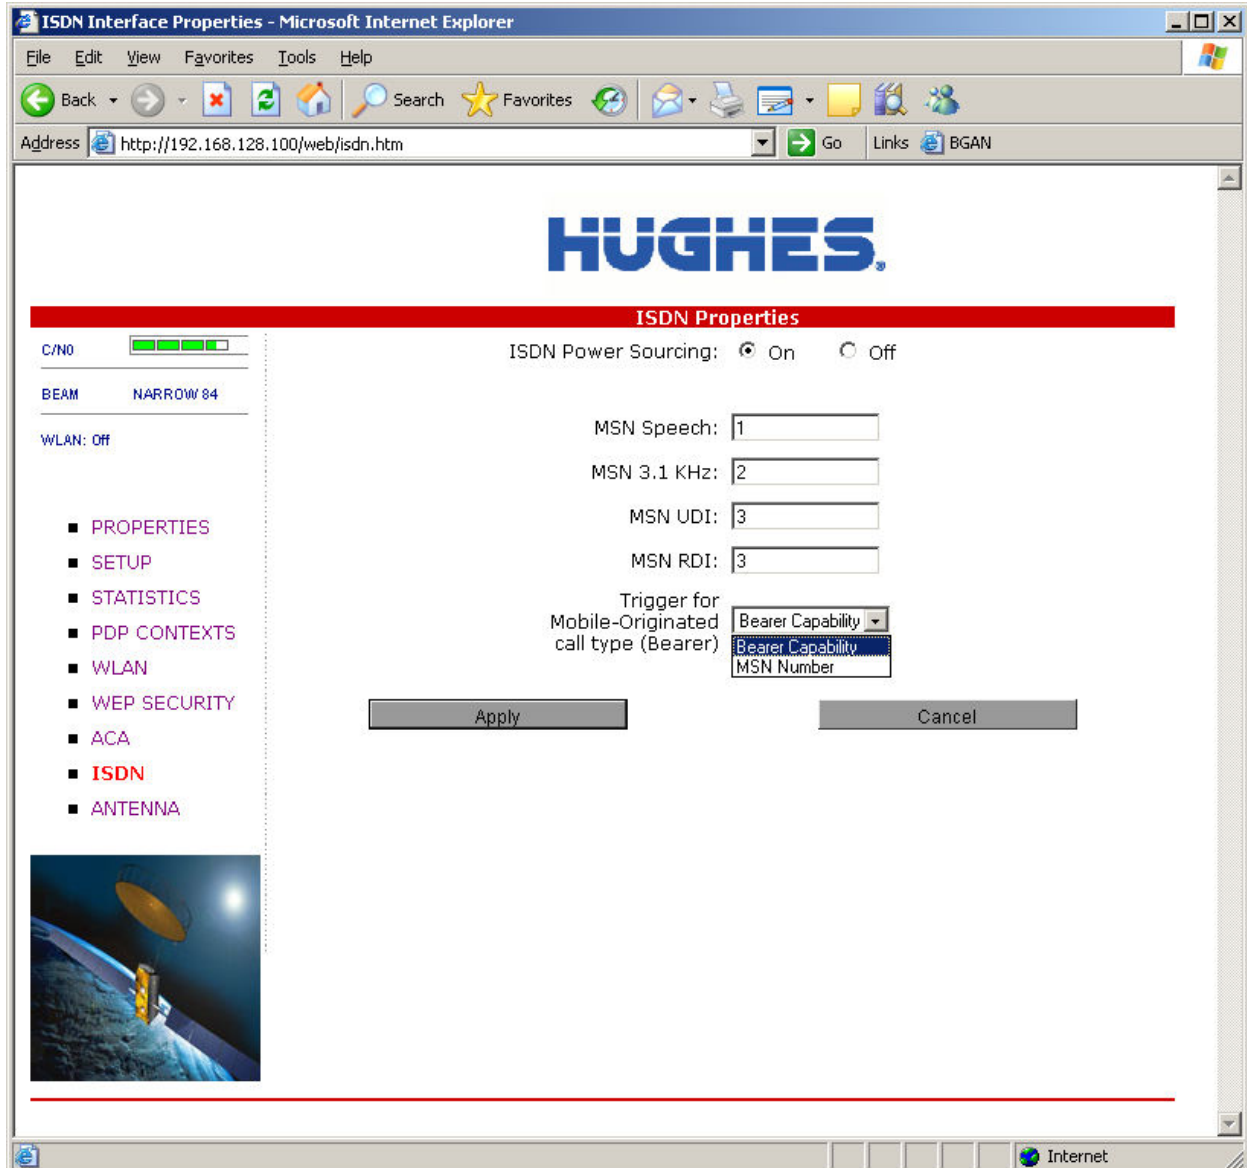 ISDN Interface Properties - Microsoft Internet Explorer
File Edit View Favorites Tools Help
Back Search Favorites
Address http://192.168.128.100/web/isdn.htm Go Links BGAN
HUGHES®
ISDN Properties
C/N0
BEAM NARROW 84
WLAN: Off
PROPERTIES
SETUP
STATISTICS
PDP CONTEXTS
WLAN
WEP SECURITY
ACA
ISDN
ANTENNA
ISDN Power Sourcing: On Off
MSN Speech: 1
MSN 3.1 KHz: 2
MSN UDI: 3
MSN RDI: 3
Trigger for
Mobile-Originated
call type (Bearer)
Bearer Capability
Bearer Capability
MSN Number
Apply Cancel
Internet